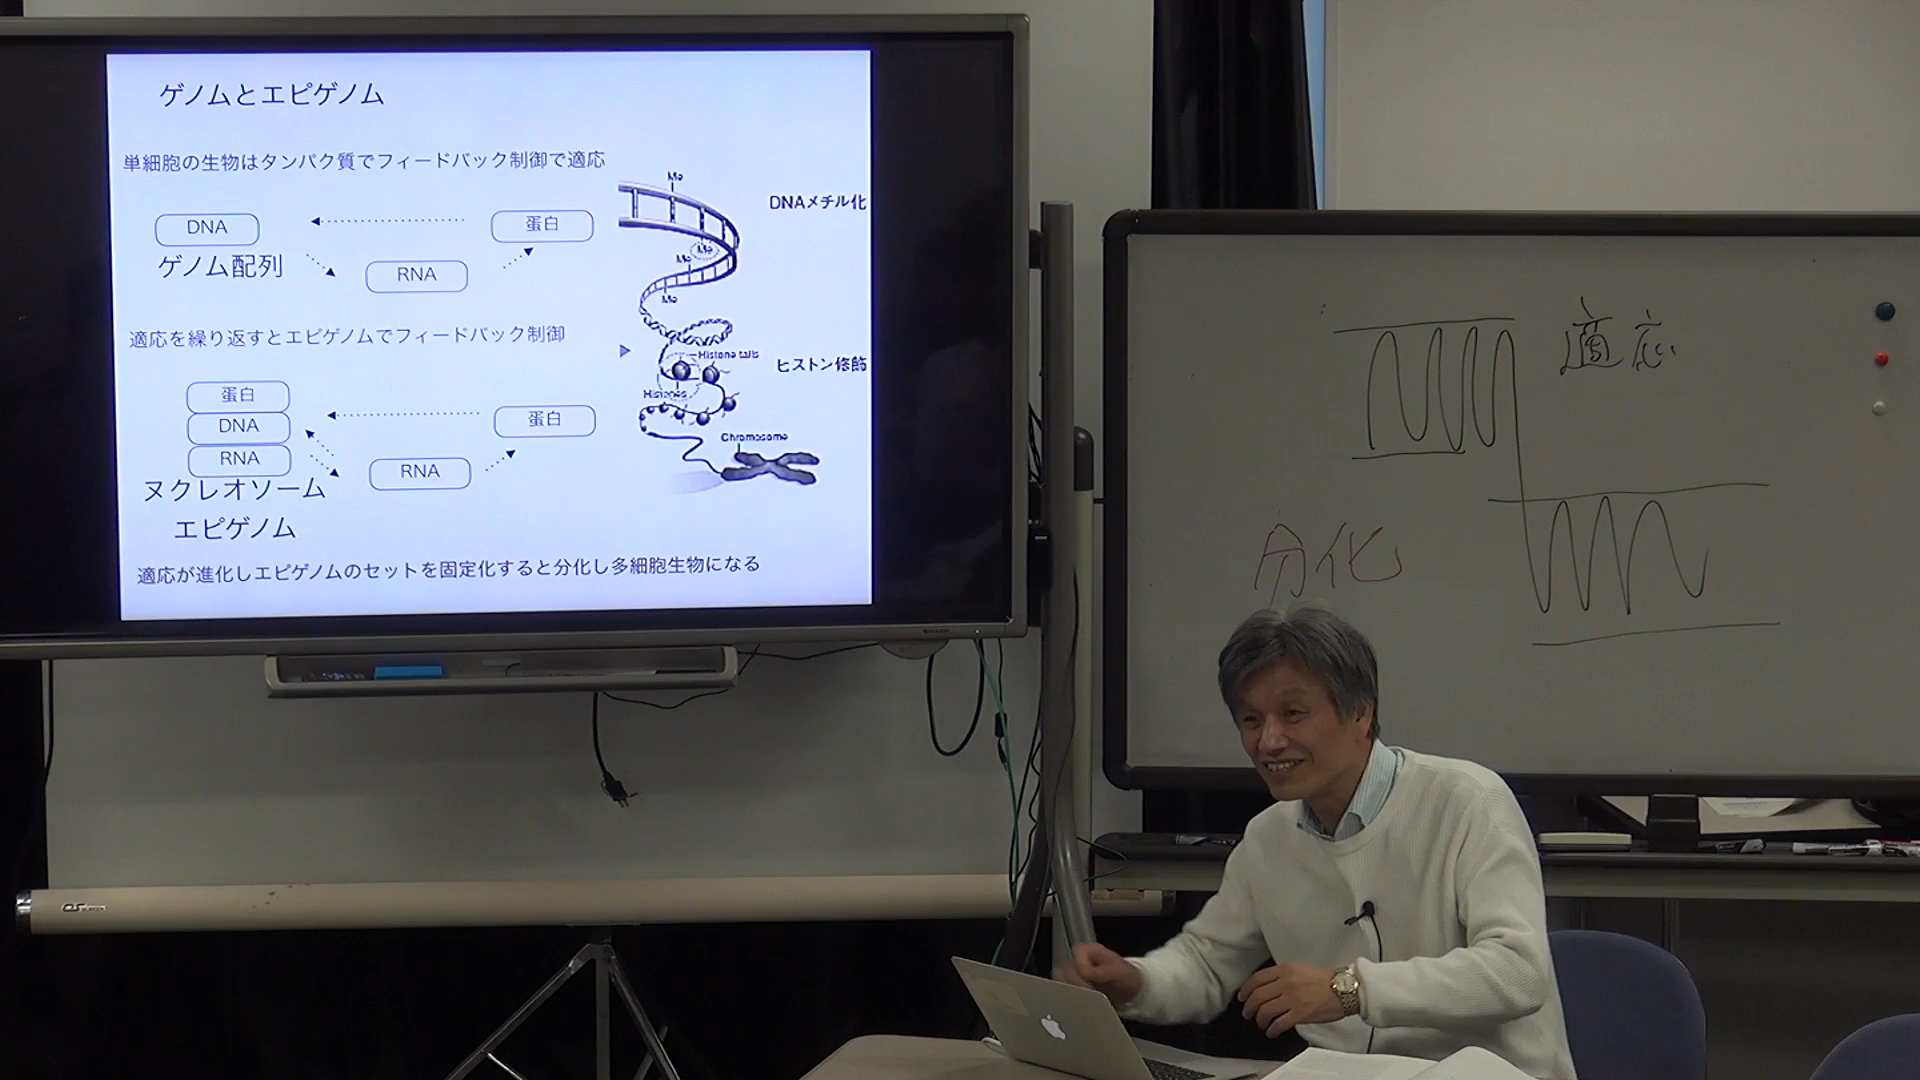 ゲノムとエピゲノム
単細胞の生物はタンパク質でフィードバック制御で適応
DNA
蛋白
ゲノム配列
RNA
適応を繰り返すとエピゲノムでフィードバック制御
蛋白
DNA
RNA
蛋白
RNA
ヌクレオソーム
エピゲノム
適応が進化しエピゲノムのセットを固定化すると分化し多細胞生物になる
Me
DNAメチル化
Me
Me
Me
Histone tails
ヒストン修飾
Histones
Chromosome
適応
分化